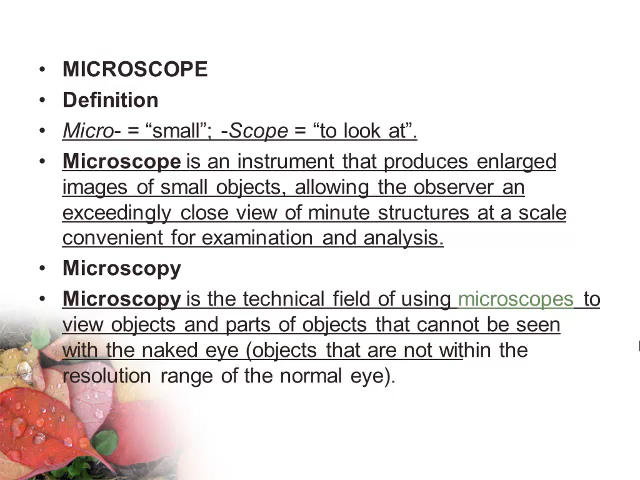 • MICROSCOPE
• Definition
• Micro- = “small”; -Scope = “to look at”.
• Microscope is an instrument that produces enlarged
images of small objects, allowing the observer an
exceedingly close view of minute structures at a scale
convenient for examination and analysis.
• Microscopy
• Microscopy is the technical field of using microscopes to
view objects and parts of objects that cannot be seen
with the naked eye (objects that are not within the
resolution range of the normal eye).